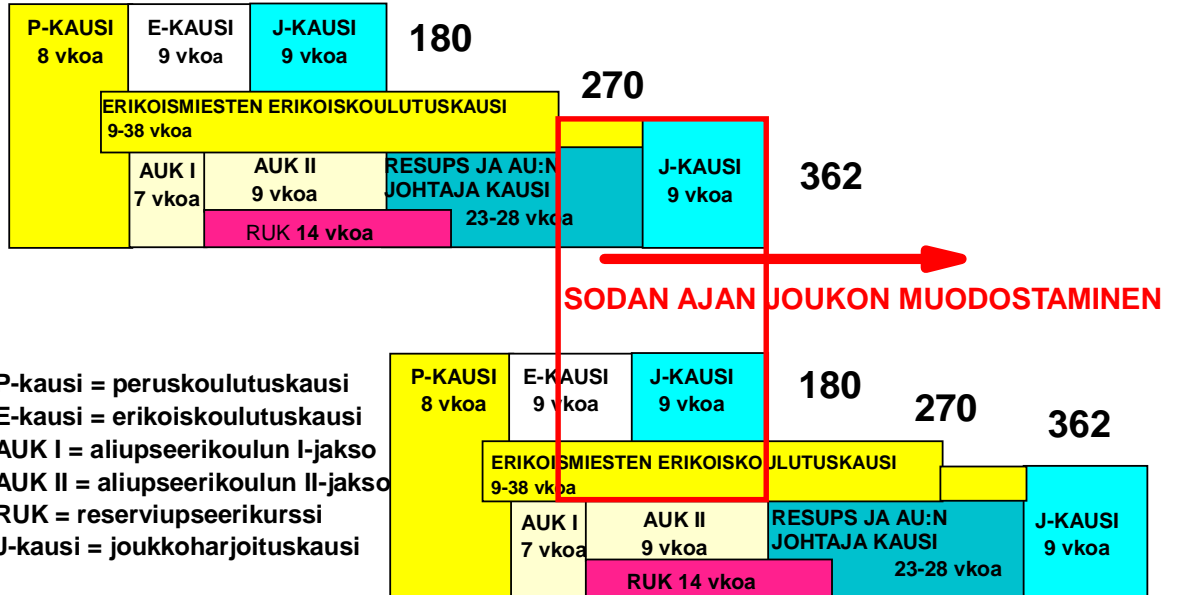 P-KAUSI
8 vkoa
E-KAUSI
9 vkoa
J-KAUSI
9 vkoa
180
270
ERIKOISMIESTEN ERIKOISKOULUTUSKAUSI
9-38 vkoa
AUK I
7 vkoa
AUK II
9 vkoa
RESUPS JA AU:N
JOHTAJA KAUSI
23-28 vkoa
RUK 14 vkoa
J-KAUSI
9 vkoa
362
SODAN AJAN JOUKON MUODOSTAMINEN
P-kausi = peruskoulutuskausi
E-kausi = erikoiskoulutuskausi
AUK I = aliupseerikoulun I-jakso
AUK II = aliupseerikoulun II-jakso
RUK = reserviupseerikurssi
J-kausi = joukkoharjoituskausi
P-KAUSI
8 vkoa
E-KAUSI
9 vkoa
J-KAUSI
9 vkoa
180
270
362
ERIKOISMIESTEN ERIKOISKOULUTUSKAUSI
9-38 vkoa
AUK I
7 vkoa
AUK II
9 vkoa
RESUPS JA AU:N
JOHTAJA KAUSI
23-28 vkoa
RUK 14 vkoa
J-KAUSI
9 vkoa